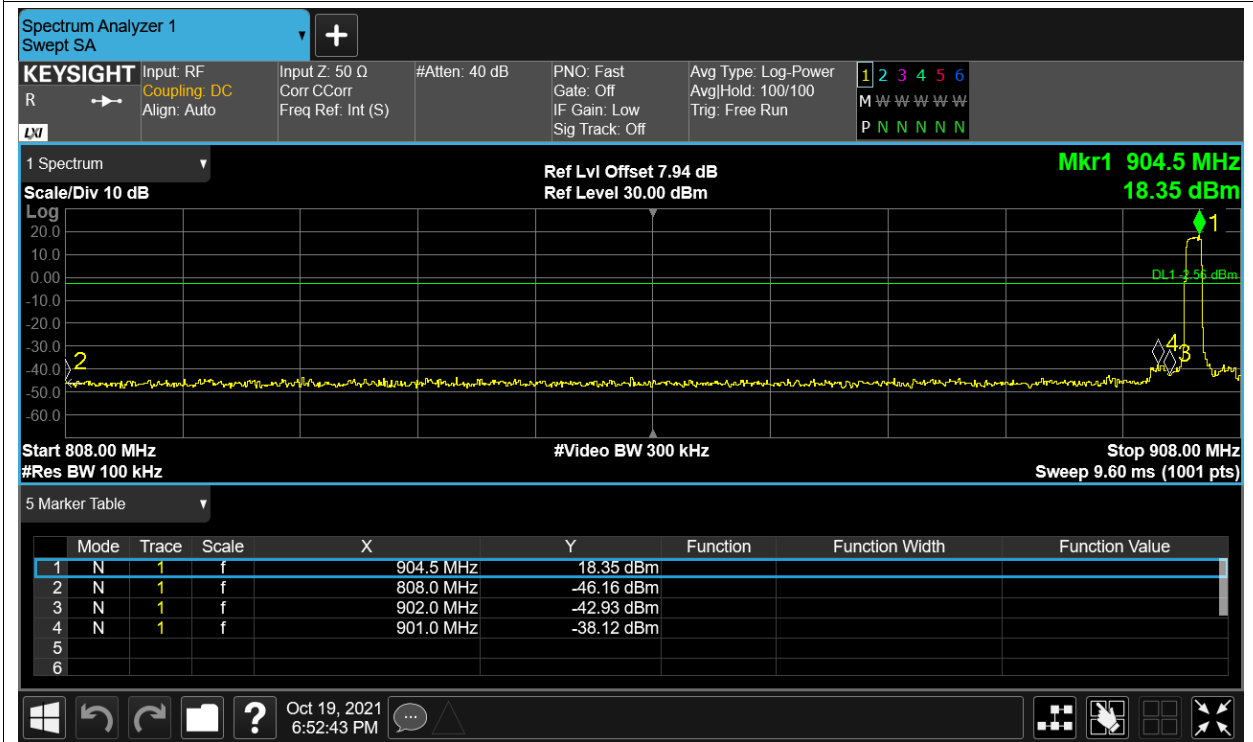 Spectrum Analyzer 1
Swept SA
KEYSIGHT Input: RF Input Z: 50 Ω #Atten: 40 dB PNO: Fast Avg Type: Log-Power 1 2 3 4 5 6
R Coupling: DC Corr CCorr Gate: Off Avg|Hold: 100/100 M W W W W W
Align: Auto Freq Ref: Int (S) IF Gain: Low Trig: Free Run P N N N N N
LXI Sig Track: Off
1 Spectrum Ref Lvl Offset 7.94 dB Mkr1 904.5 MHz
Scale/Div 10 dB Ref Level 30.00 dBm 18.35 dBm
Log
1
20.0
10.0
0.00 DL1 -2.56 dBm
-10.0
-20.0
-30.0
2 4 3
-40.0
-50.0
-60.0
Start 808.00 MHz #Video BW 300 kHz Stop 908.00 MHz
#Res BW 100 kHz Sweep 9.60 ms (1001 pts)
5 Marker Table
Mode Trace Scale X Y Function Function Width Function Value
1 N 1 f 904.5 MHz 18.35 dBm
2 N 1 f 808.0 MHz -46.16 dBm
3 N 1 f 902.0 MHz -42.93 dBm
4 N 1 f 901.0 MHz -38.12 dBm
5
6
? Oct 19, 2021
6:52:43 PM